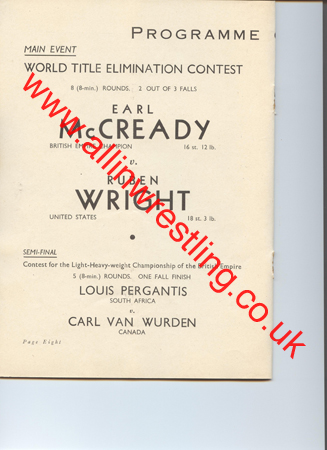 PROGRAMME
MAIN EVENT
WORLD TITLE ELIMINATION CONTEST
8 (8-min.) ROUNDS. 2 OUT OF 3 FALLS
EARL
McCREADY
BRITISH EMPIRE CHAMPION 16 st. 12 lb.
v.
RUBEN
WRIGHT
UNITED STATES 18 st. 3 lb.
SEMI-FINAL
Contest for the Light-Heavy-weight Championship of the British Empire
5 (8-min.) ROUNDS. ONE FALL FINISH
LOUIS PERGANTIS
SOUTH AFRICA
v.
CARL VAN WURDEN
CANADA
Page Eight
www.allinwrestling.co.uk